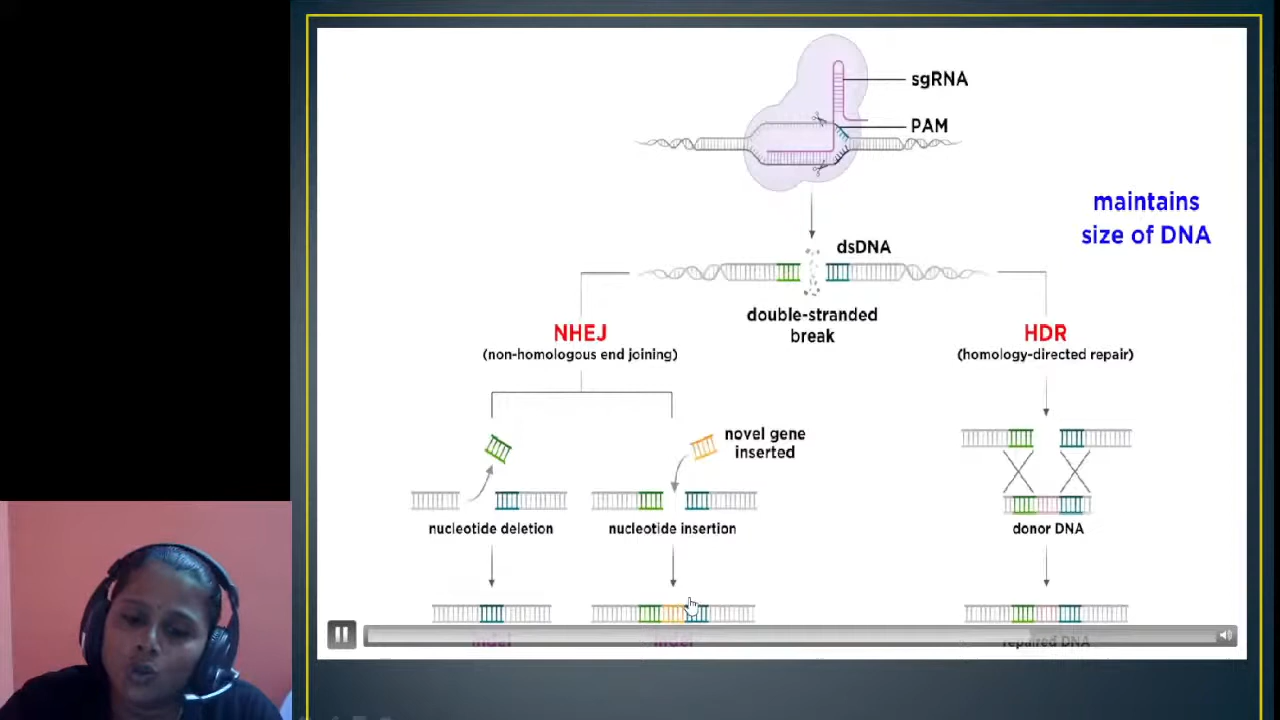 sgRNA
PAM
maintains
size of DNA
dsDNA
double-stranded
break
NHEJ
(non-homologous end joining)
HDR
(homology-directed repair)
novel gene
inserted
nucleotide deletion
nucleotide insertion
donor DNA
indel
indel
repaired DNA